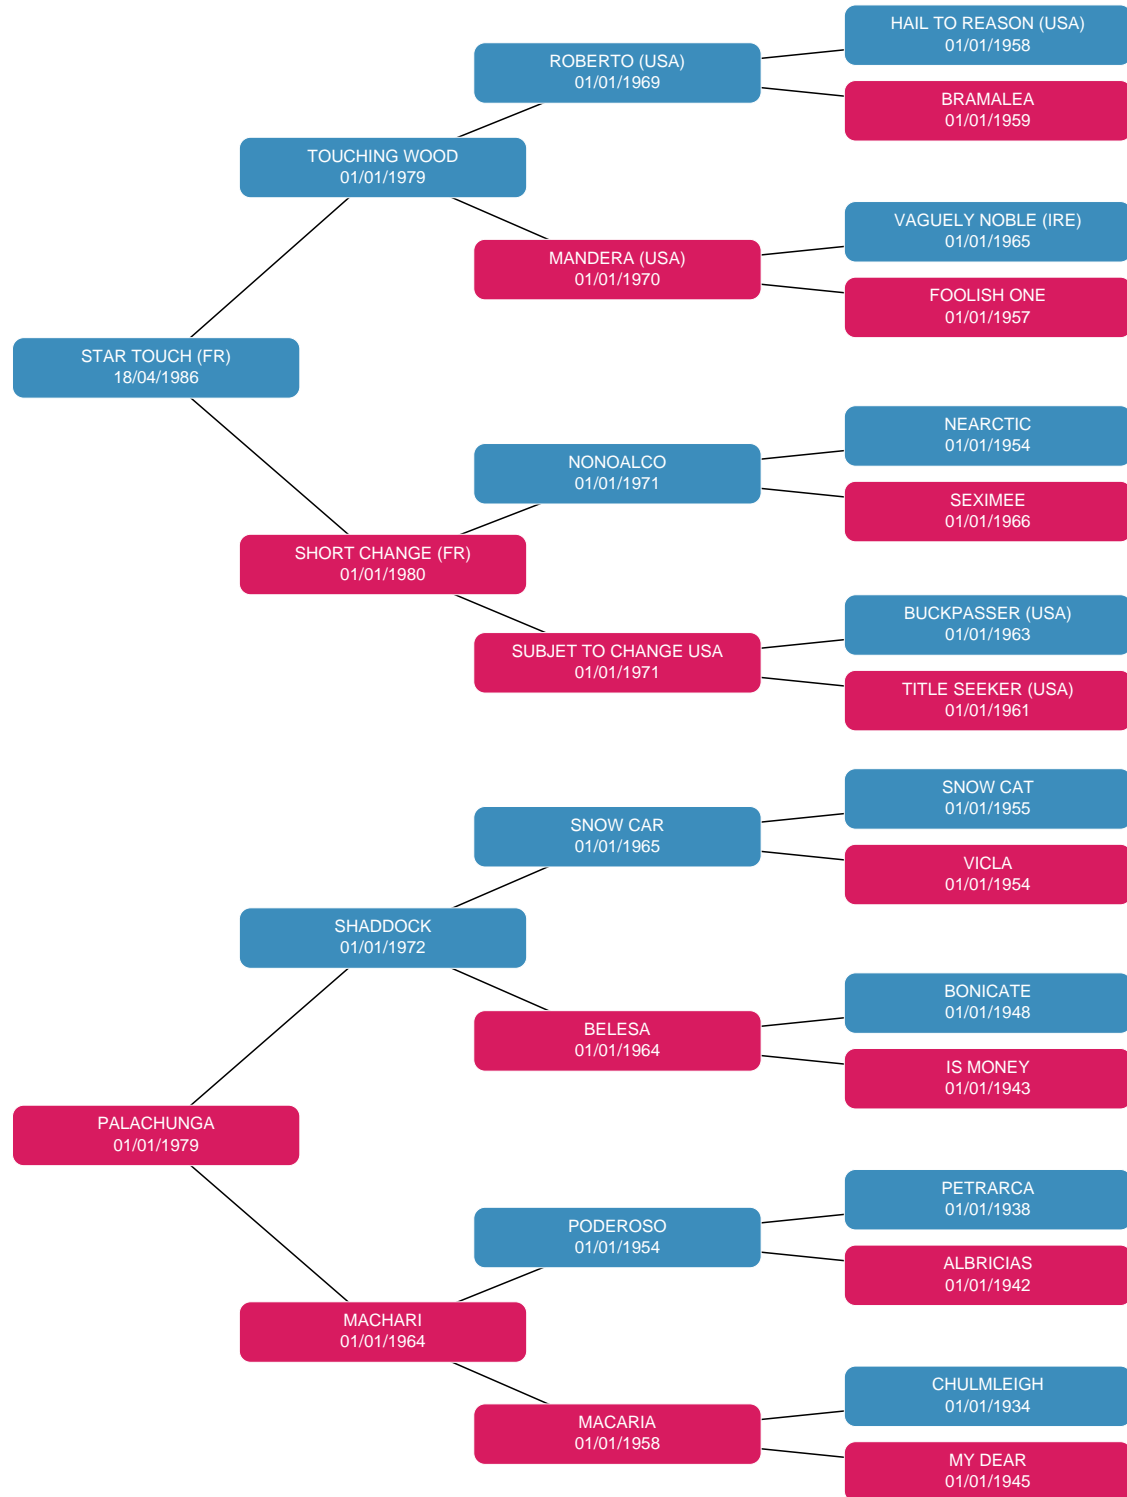 HAIL TO REASON (USA)
01/01/1958
ROBERTO (USA)
01/01/1969
BRAMALEA
01/01/1959
TOUCHING WOOD
01/01/1979
VAGUELY NOBLE (IRE)
01/01/1965
MANDERA (USA)
01/01/1970
FOOLISH ONE
01/01/1957
STAR TOUCH (FR)
18/04/1986
NEARCTIC
01/01/1954
NONOALCO
01/01/1971
SEXIMEE
01/01/1966
SHORT CHANGE (FR)
01/01/1980
BUCKPASSER (USA)
01/01/1963
SUBJET TO CHANGE USA
01/01/1971
TITLE SEEKER (USA)
01/01/1961
SNOW CAT
01/01/1955
SNOW CAR
01/01/1965
VICLA
01/01/1954
SHADDOCK
01/01/1972
BONICATE
01/01/1948
BELESA
01/01/1964
IS MONEY
01/01/1943
PALACHUNGA
01/01/1979
PETRARCA
01/01/1938
PODEROSO
01/01/1954
ALBRICIAS
01/01/1942
MACHARI
01/01/1964
CHULMLEIGH
01/01/1934
MACARIA
01/01/1958
MY DEAR
01/01/1945